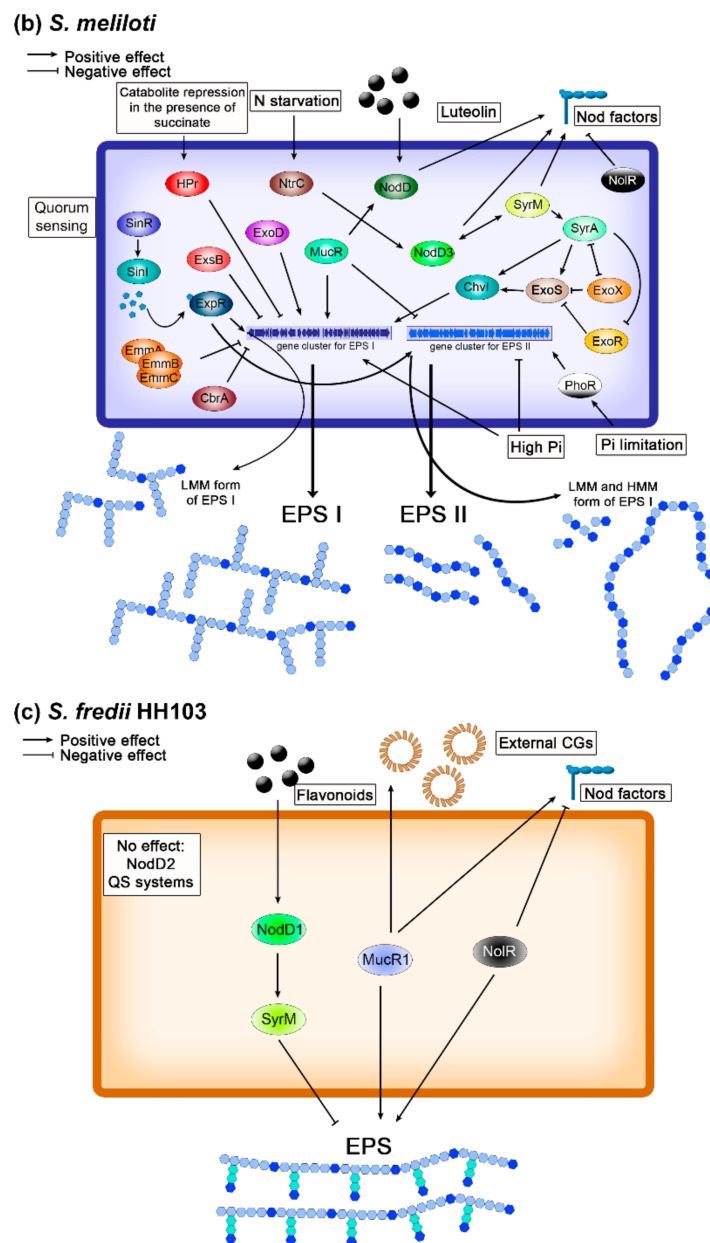 (b) S. meliloti
Positive effect
Negative effect
Catabolite repression
in the presence of
succinate
N starvation
Luteolin
Nod factors
Quorum
sensing
HPr
NtrC
NodD
NolR
SinR
SyrM
ExoD
SyrA
MucR
NodD3
SinI
ExsB
ChvI
ExoS
ExoX
ExpR
gene cluster for EPS I
gene cluster for EPS II
ExoR
EmmA
EmmB
EmmC
CbrA
PhoR
High Pi
Pi limitation
LMM form
of EPS I
EPS I
EPS II
LMM and HMM
form of EPS I
(c) S. fredii HH103
Positive effect
Negative effect
External CGs
Flavonoids
Nod factors
No effect:
NodD2
QS systems
NodD1
MucR1
NolR
SyrM
EPS